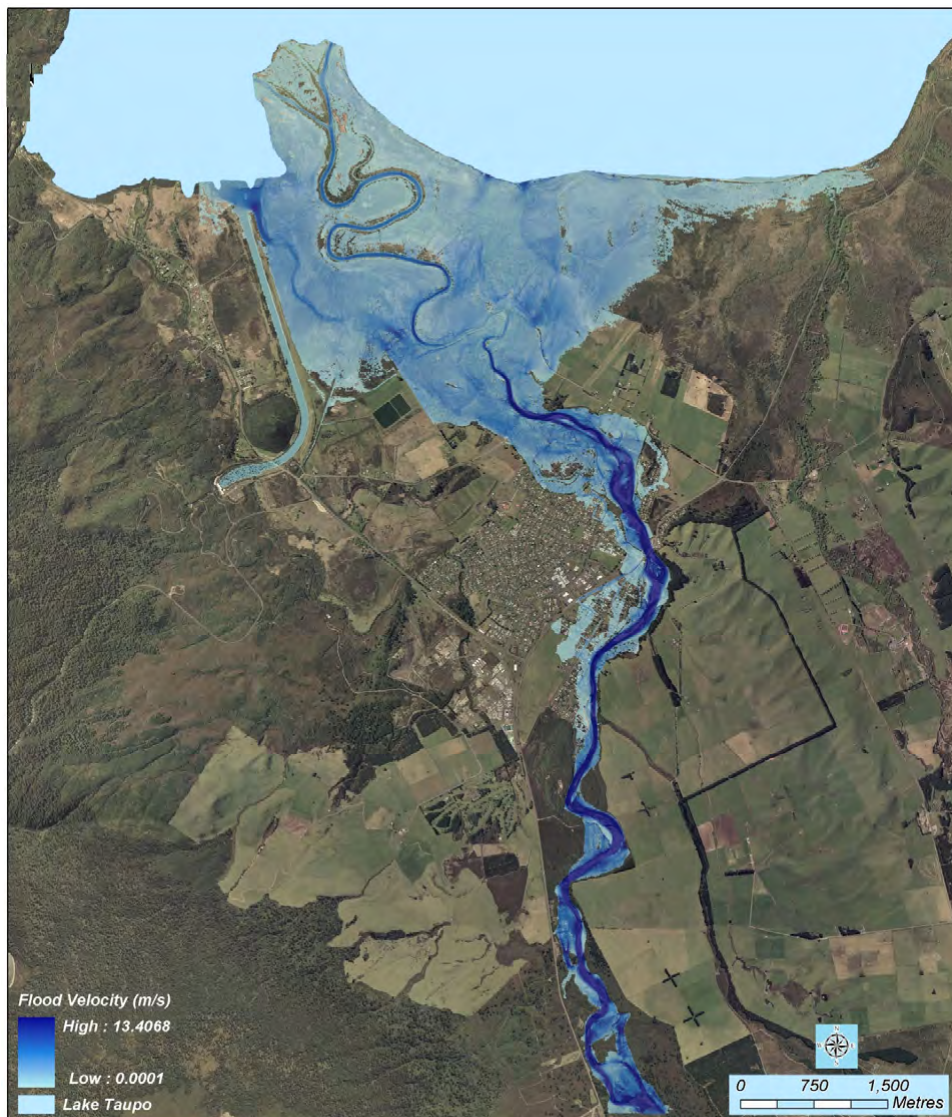 Flood Velocity (m/s)
High : 13.4068
Low : 0.0001
Lake Taupo
N
W E
S
0 750 1,500
Metres